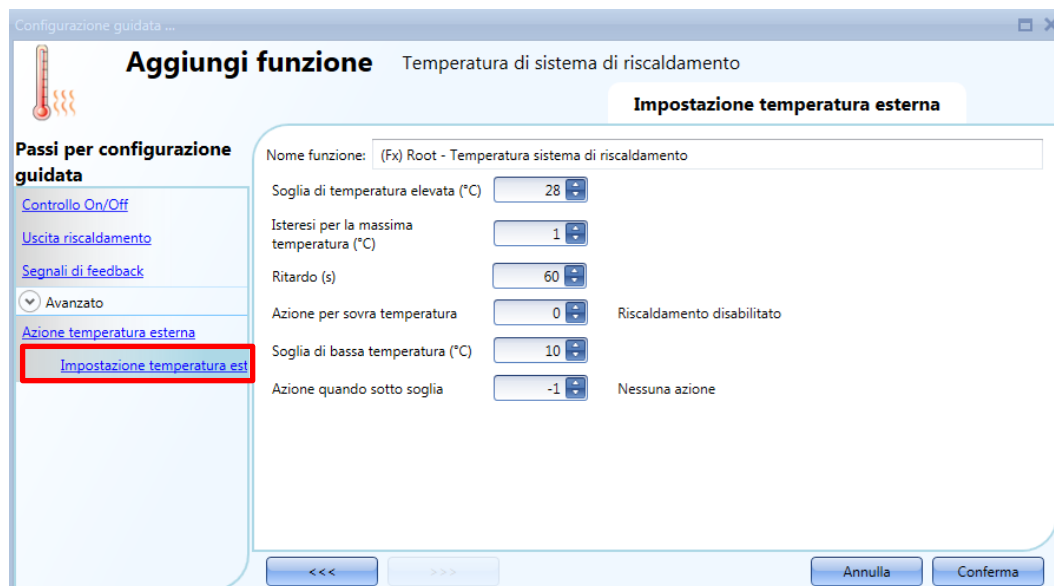 Configurazione guidata ...
Aggiungi funzione Temperatura di sistema di riscaldamento
Impostazione temperatura esterna
Passi per configurazione
guidata
Controllo On/Off
Uscita riscaldamento
Segnali di feedback
Avanzato
Azione temperatura esterna
Impostazione temperatura est
Nome funzione: (Fx) Root - Temperatura sistema di riscaldamento
Soglia di temperatura elevata (°C) 28
Isteresi per la massima
temperatura (°C) 1
Ritardo (s) 60
Azione per sovra temperatura 0 Riscaldamento disabilitato
Soglia di bassa temperatura (°C) 10
Azione quando sotto soglia -1 Nessuna azione
<<< >>> Annulla Conferma